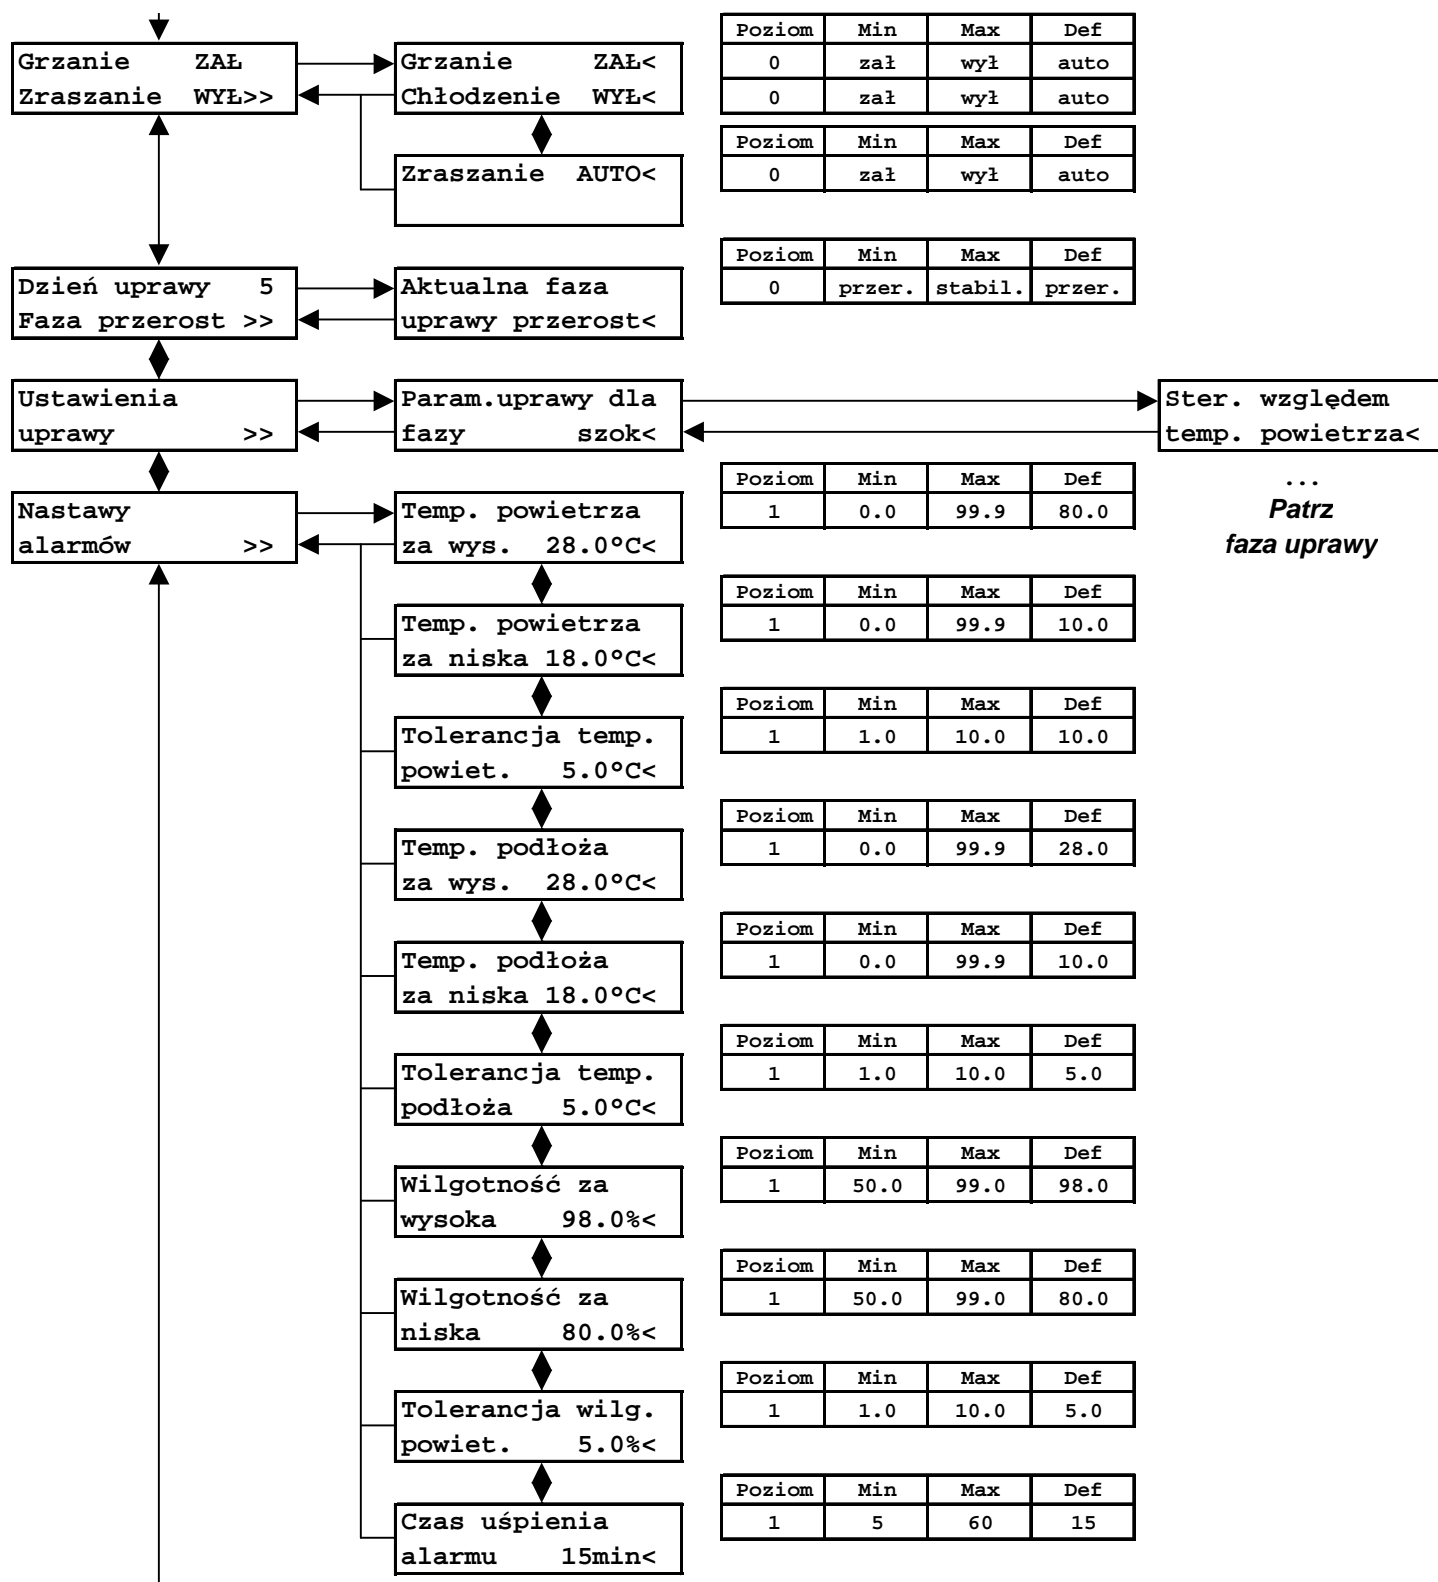 Poziom Min Max Def
Grzanie ZAŁ
Zraszanie WYŁ>>
Grzanie ZAŁ<
Chłodzenie WYŁ<
0 zał wył auto
0 zał wył auto
Poziom Min Max Def
Zraszanie AUTO<
0 zał wył auto
Poziom Min Max Def
Dzień uprawy 5
Faza przerost >>
Aktualna faza
uprawy przerost<
0 przer. stabil. przer.
Ustawienia
uprawy >>
Param.uprawy dla
fazy szok<
Ster. względem
temp. powietrza<
...
Patrz
faza uprawy
Poziom Min Max Def
Nastawy
alarmów >>
Temp. powietrza
za wys. 28.0°C<
1 0.0 99.9 80.0
Poziom Min Max Def
Temp. powietrza
za niska 18.0°C<
1 0.0 99.9 10.0
Poziom Min Max Def
Tolerancja temp.
powiet. 5.0°C<
1 1.0 10.0 10.0
Poziom Min Max Def
Temp. podłoża
za wys. 28.0°C<
1 0.0 99.9 28.0
Poziom Min Max Def
Temp. podłoża
za niska 18.0°C<
1 0.0 99.9 10.0
Poziom Min Max Def
Tolerancja temp.
podłoża 5.0°C<
1 1.0 10.0 5.0
Poziom Min Max Def
Wilgotność za
wysoka 98.0%<
1 50.0 99.0 98.0
Poziom Min Max Def
Wilgotność za
niska 80.0%<
1 50.0 99.0 80.0
Poziom Min Max Def
Tolerancja wilg.
powiet. 5.0%<
1 1.0 10.0 5.0
Poziom Min Max Def
Czas uśpienia
alarmu 15min<
1 5 60 15